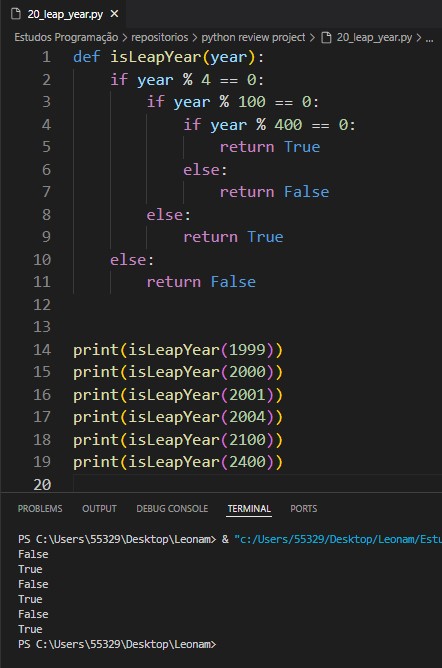 20_leap_year.py
Estudos Programação > repositorios > python review project > 20_leap_year.py > ...
1 def isLeapYear(year):
2     if year % 4 == 0:
3         if year % 100 == 0:
4             if year % 400 == 0:
5                 return True
6             else:
7                 return False
8         else:
9             return True
10     else:
11         return False
12
13
14 print(isLeapYear(1999))
15 print(isLeapYear(2000))
16 print(isLeapYear(2001))
17 print(isLeapYear(2004))
18 print(isLeapYear(2100))
19 print(isLeapYear(2400))
20
PROBLEMS OUTPUT DEBUG CONSOLE TERMINAL PORTS
PS C:\Users\55329\Desktop\Leonam> & "c:/Users/55329/Desktop/Leonam/Estu
False
True
False
True
False
True
PS C:\Users\55329\Desktop\Leonam>